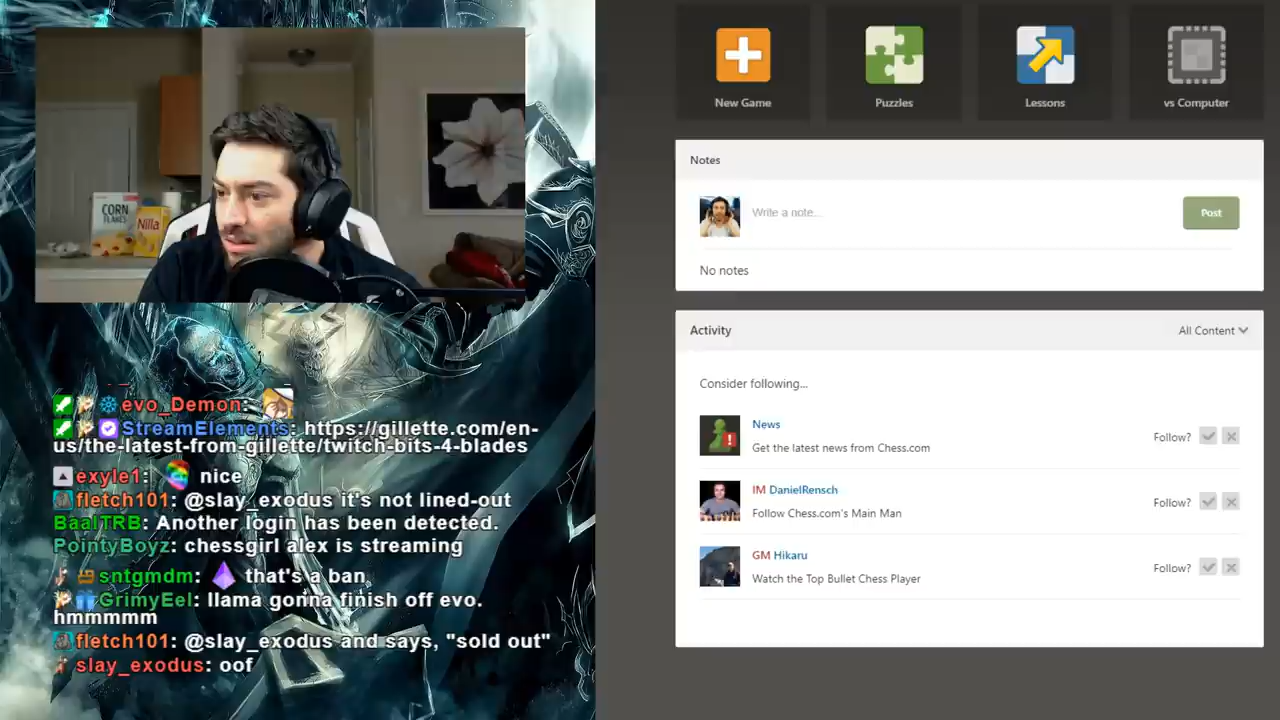 CORN
FLAKES
Nilla
evo_Demon:
StreamElements: https://gillette.com/en-
us/the-latest-from-gillette/twitch-bits-4-blades
exyle1: nice
fletch101: @slay_exodus it's not lined-out
BaalTRB: Another login has been detected.
PointyBoyz: chessgirl alex is streaming
sntgmdm: that's a ban
GrimyEel: llama gonna finish off evo.
hmmmmm
fletch101: @slay_exodus and says, "sold out"
slay_exodus: oof
New Game
Puzzles
Lessons
vs Computer
Notes
Write a note...
Post
No notes
Activity
All Content
Consider following...
News
Get the latest news from Chess.com
Follow?
IM DanielRensch
Follow Chess.com's Main Man
Follow?
GM Hikaru
Watch the Top Bullet Chess Player
Follow?